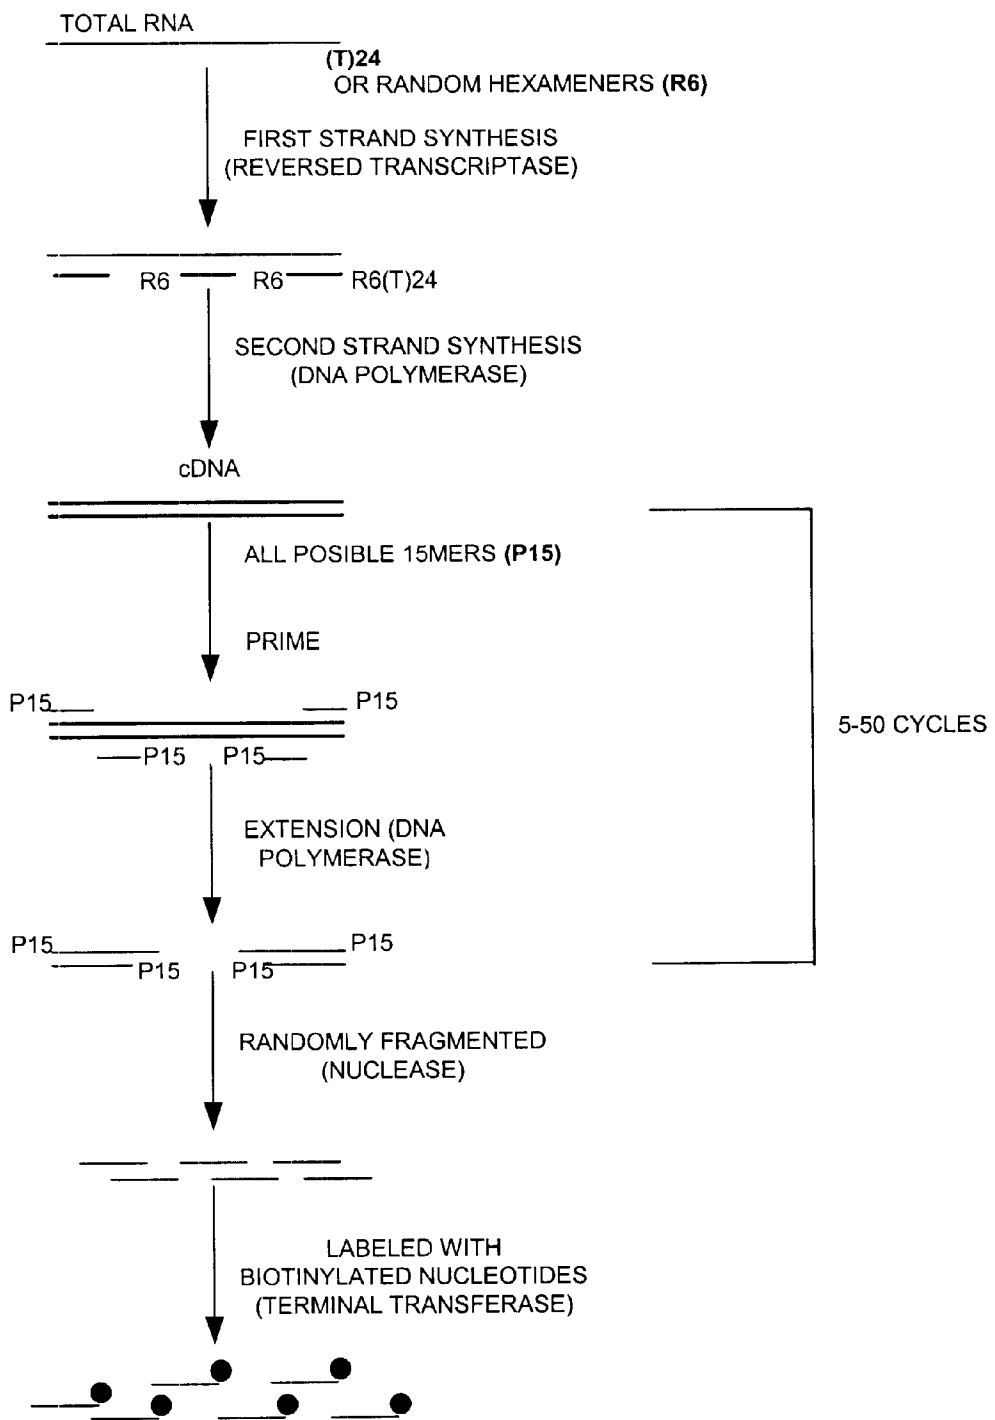 TOTAL RNA
(T)24
OR RANDOM HEXAMENERS (R6)
FIRST STRAND SYNTHESIS
(REVERSED TRANSCRIPTASE)
R6 R6 R6(T)24
SECOND STRAND SYNTHESIS
(DNA POLYMERASE)
cDNA
ALL POSIBLE 15MERS (P15)
PRIME
P15 P15
5-50 CYCLES
P15 P15
EXTENSION (DNA
POLYMERASE)
P15 P15
P15 P15
RANDOMLY FRAGMENTED
(NUCLEASE)
LABELED WITH
BIOTINYLATED NUCLEOTIDES
(TERMINAL TRANSFERASE)